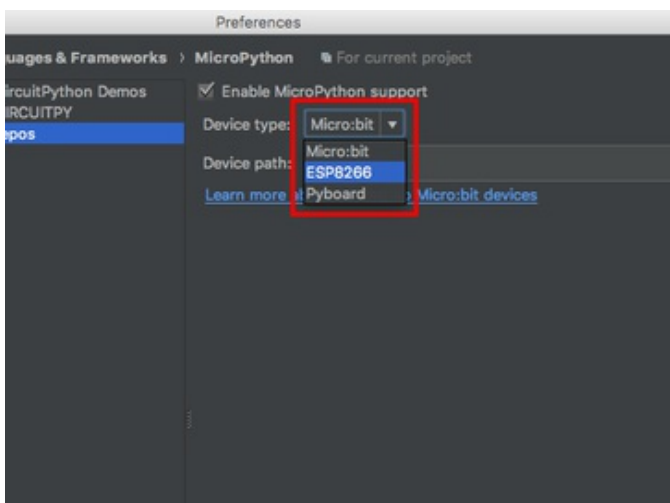 Preferences
uages & Frameworks › MicroPython For current project
ircuitPython Demos
IRCUITPY
epos
Enable MicroPython support
Device type: Micro:bit
Micro:bit
Device path: ESP8266
Pyboard
Learn more Micro:bit devices